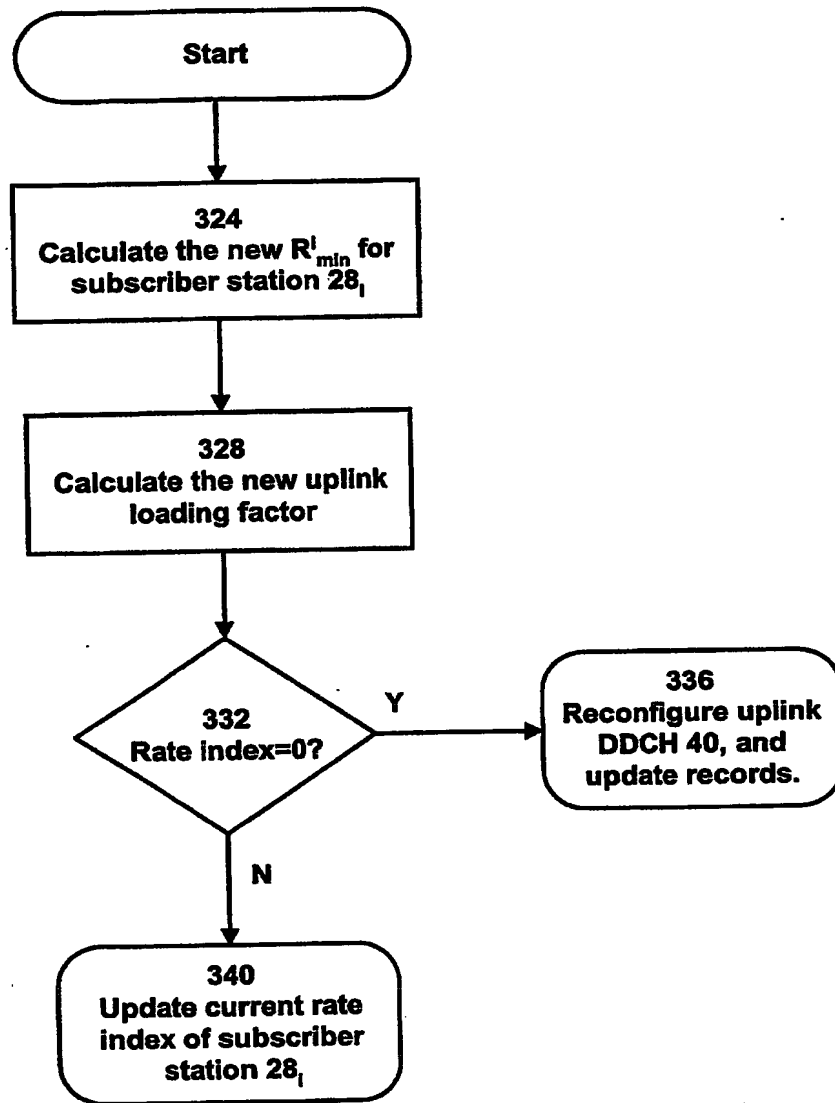 Start
324
Calculate the new R^i_min for
subscriber station 28_i
328
Calculate the new uplink
loading factor
332
Rate index=0?
Y
336
Reconfigure uplink
DDCH 40, and
update records.
N
340
Update current rate
index of subscriber
station 28_i